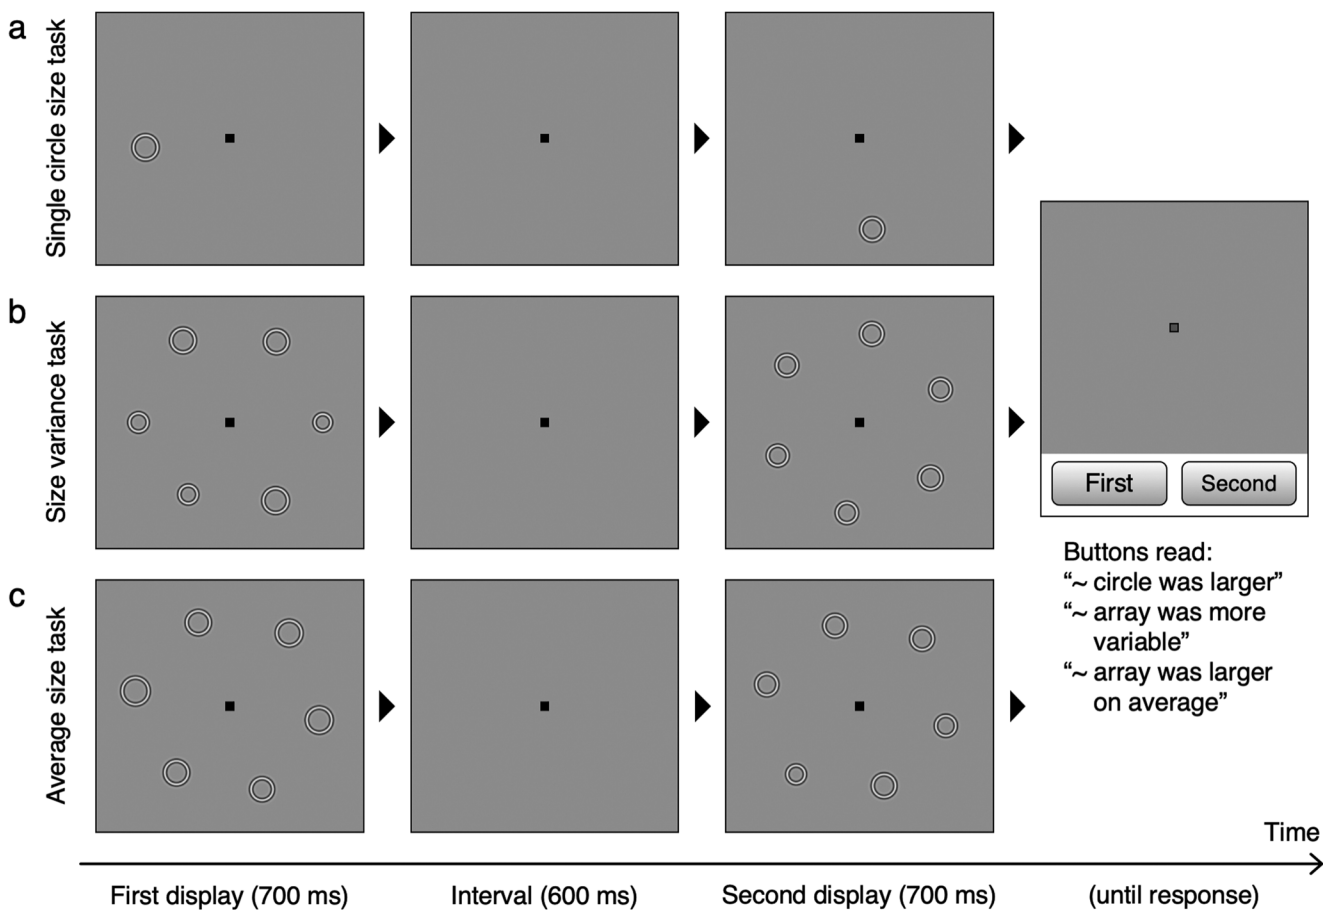 a
Single circle size task
b
Size variance task
c
Average size task
First
Second
Buttons read:
“~ circle was larger”
“~ array was more
variable”
“~ array was larger
on average”
Time
First display (700 ms)
Interval (600 ms)
Second display (700 ms)
(until response)